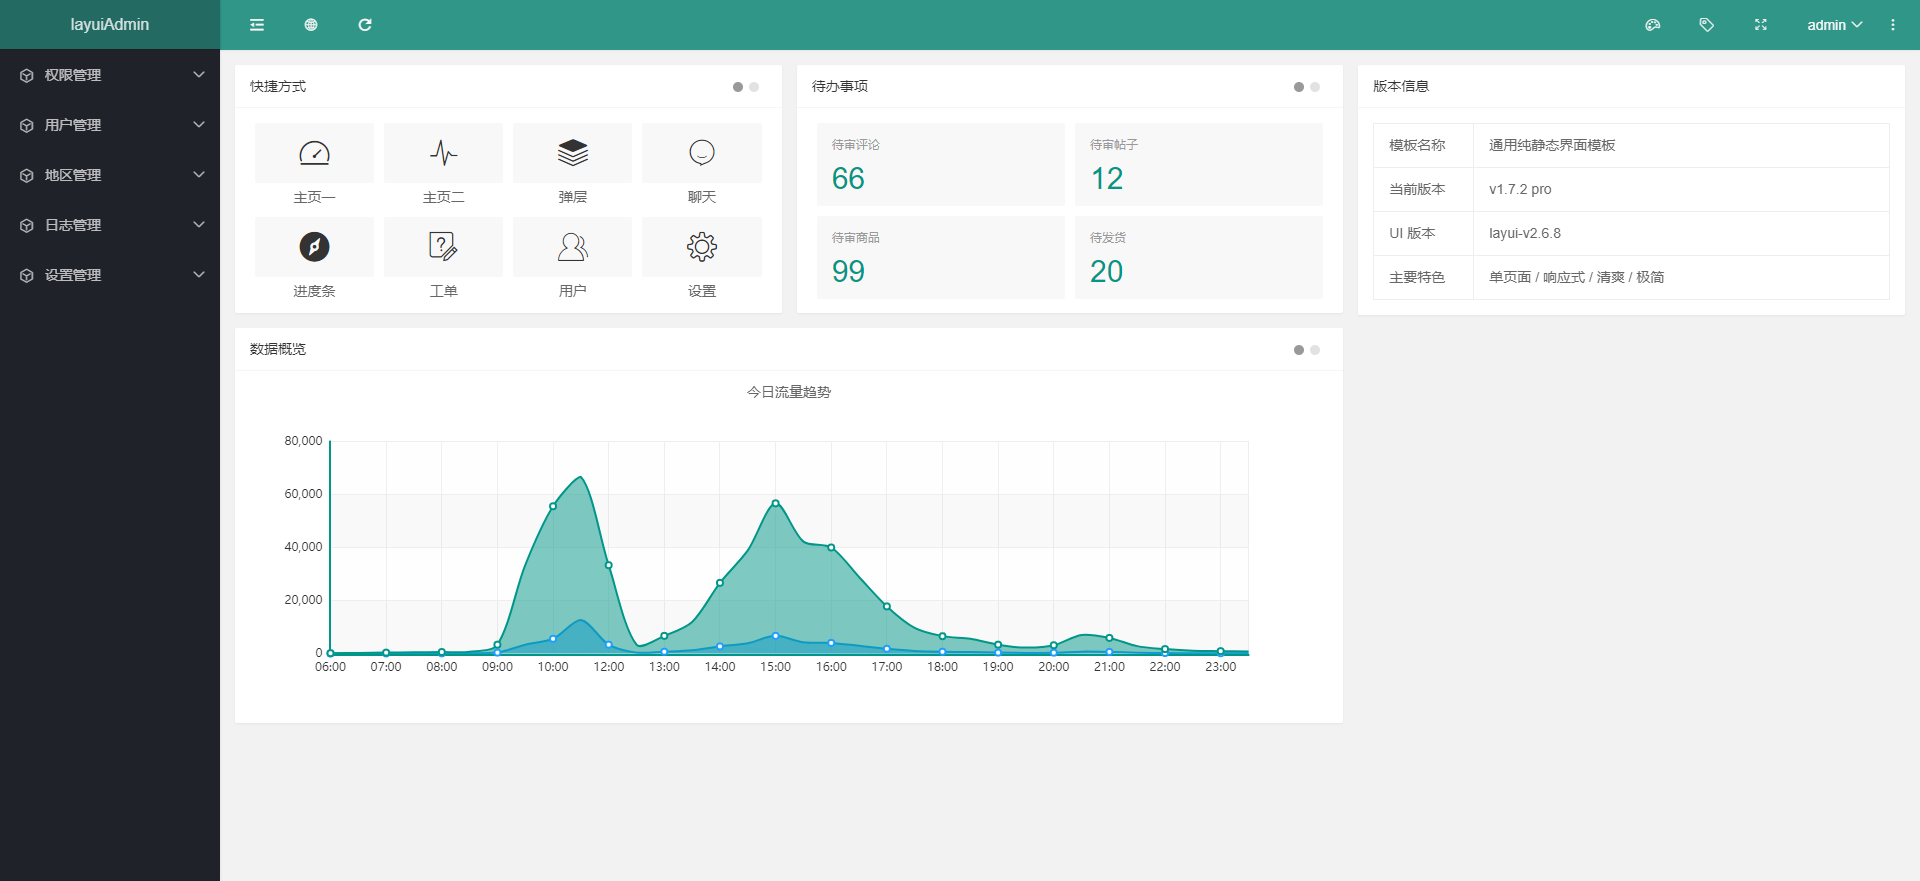 layuiAdmin
admin
权限管理
用户管理
地区管理
日志管理
设置管理
快捷方式
主页一
主页二
弹层
聊天
进度条
工单
用户
设置
待办事项
待审评论
66
待审帖子
12
待审商品
99
待发货
20
版本信息
模板名称 通用纯静态界面模板
当前版本 v1.7.2 pro
UI 版本 layui-v2.6.8
主要特色 单页面 / 响应式 / 清爽 / 极简
数据概览
今日流量趋势
80,000
60,000
40,000
20,000
0
06:00 07:00 08:00 09:00 10:00 12:00 13:00 14:00 15:00 16:00 17:00 18:00 19:00 20:00 21:00 22:00 23:00